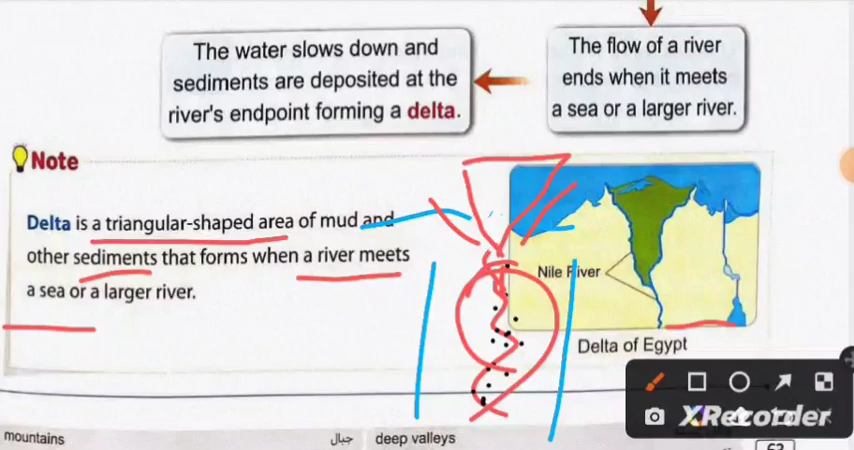 The water slows down and
sediments are deposited at the
river's endpoint forming a delta.
The flow of a river
ends when it meets
a sea or a larger river.
Note
Delta is a triangular-shaped area of mud and
other sediments that forms when a river meets
a sea or a larger river.
Nile River
Delta of Egypt
XRecorder
mountains
جبال
deep valleys